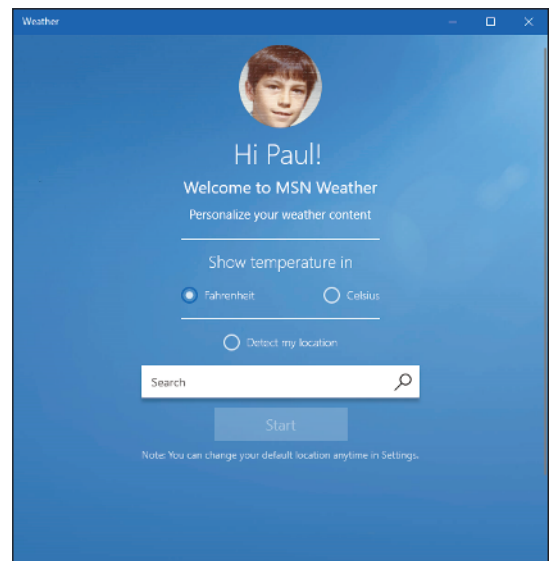 Weather
Hi Paul!
Welcome to MSN Weather
Personalize your weather content
Show temperature in
Fahrenheit Celsius
Detect my location
Search
Start
Note: You can change your default location anytime in Settings.